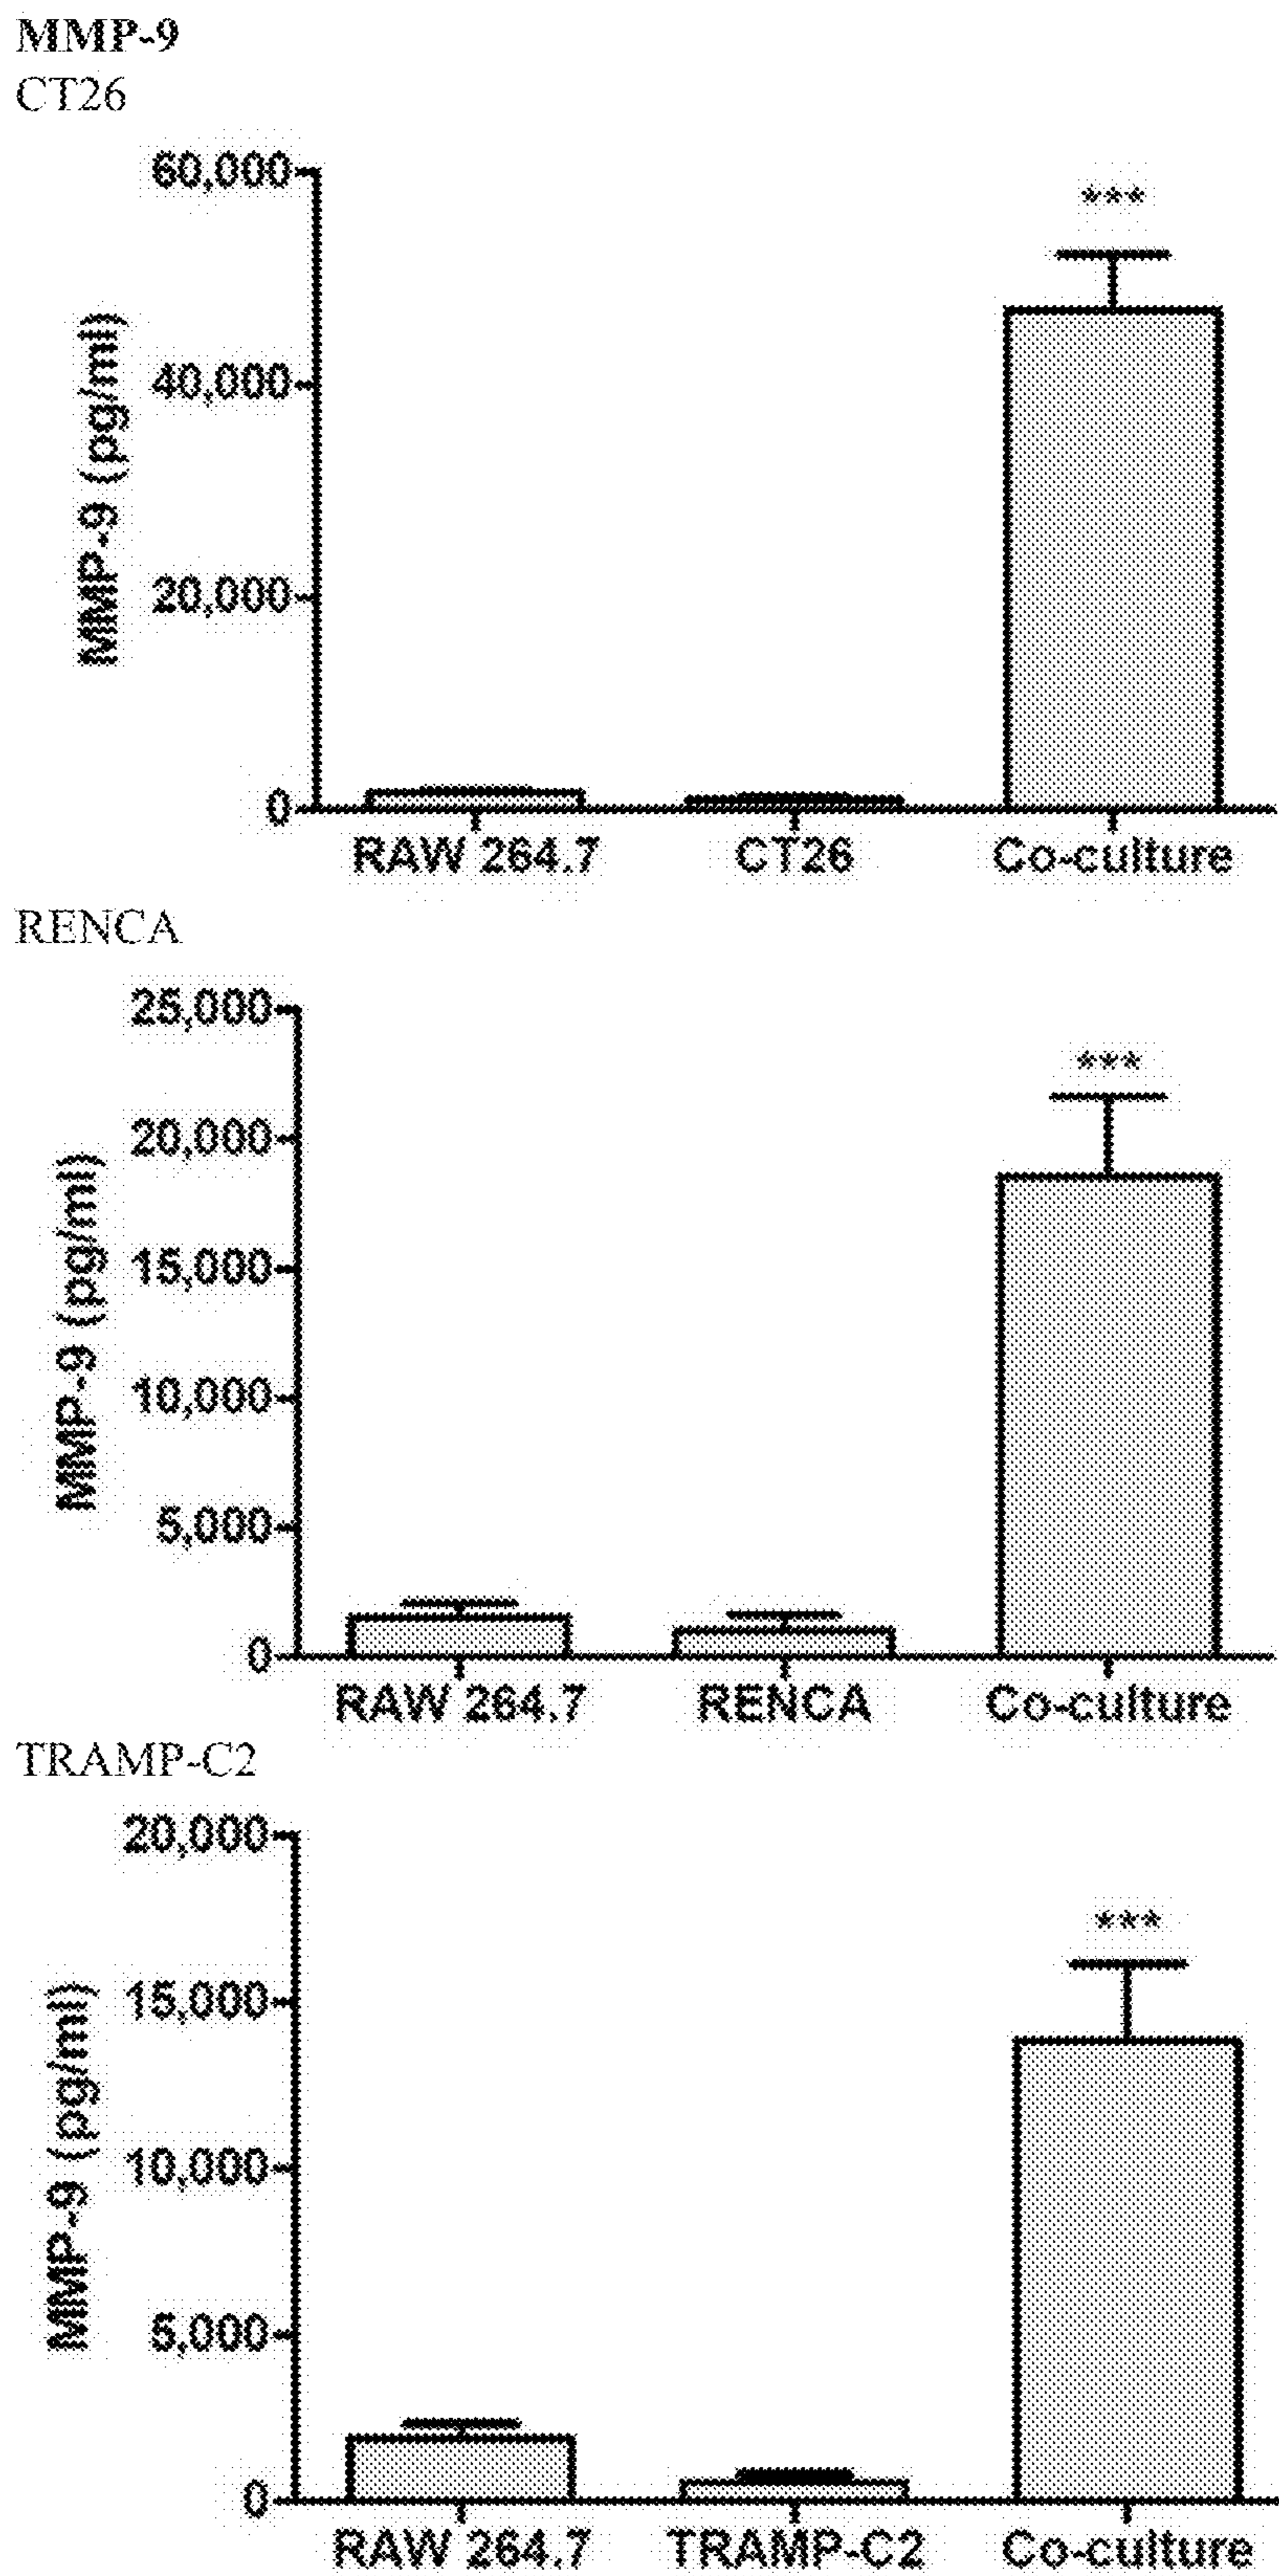 MMP-9
CT26
60,000
***
40,000
MMP-9 (pg/ml)
20,000
0
RAW 264.7 CT26 Co-culture
RENCA
25,000
***
20,000
MMP-9 (pg/ml)
15,000
10,000
5,000
0
RAW 264.7 RENCA Co-culture
TRAMP-C2
20,000
***
15,000
MMP-9 (pg/ml)
10,000
5,000
0
RAW 264.7 TRAMP-C2 Co-culture